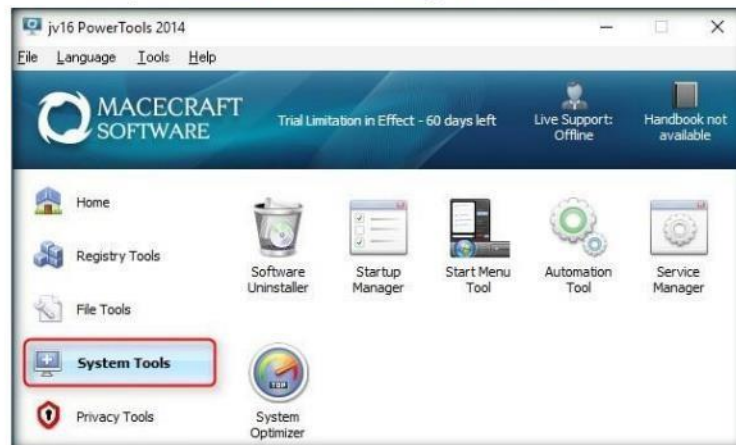 jv16 PowerTools 2014
File Language Tools Help
MACECRAFT
SOFTWARE
Trial Limitation in Effect - 60 days left
Live Support:
Offline
Handbook not
available
Home
Registry Tools
File Tools
System Tools
Privacy Tools
Software
Uninstaller
Startup
Manager
Start Menu
Tool
Automation
Tool
Service
Manager
System
Optimizer